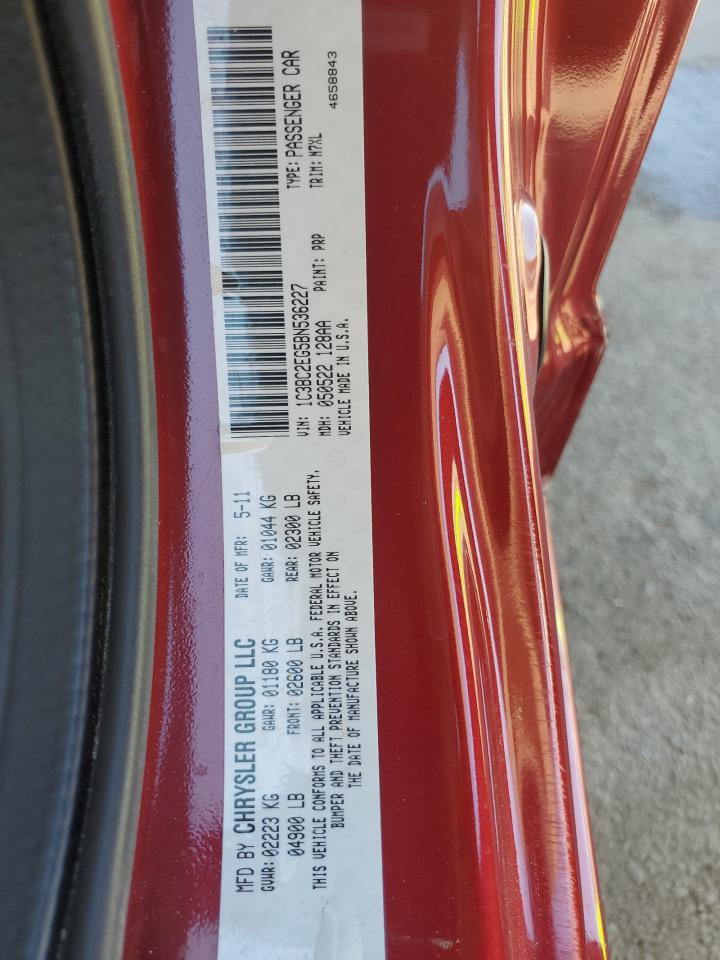 MFD BY CHRYSLER GROUP LLC DATE OF MFR: 5-11
GVWR: 02223 KG GAWR: 01180 KG GAWR: 01044 KG
04900 LB FRONT: 02600 LB REAR: 02300 LB
THIS VEHICLE CONFORMS TO ALL APPLICABLE U.S.A. FEDERAL MOTOR VEHICLE SAFETY,
BUMPER AND THEFT PREVENTION STANDARDS IN EFFECT ON
THE DATE OF MANUFACTURE SHOWN ABOVE.
VIN: 1C3BC2EG5BN536227 TYPE: PASSENGER CAR
MDH: 050522 128AA PAINT: PRP TRIM: N7XL
VEHICLE MADE IN U.S.A. 4658843